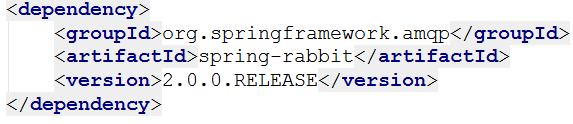 <dependency>
    <groupId>org.springframework.amqp</groupId>
    <artifactId>spring-rabbit</artifactId>
    <version>2.0.0.RELEASE</version>
</dependency>